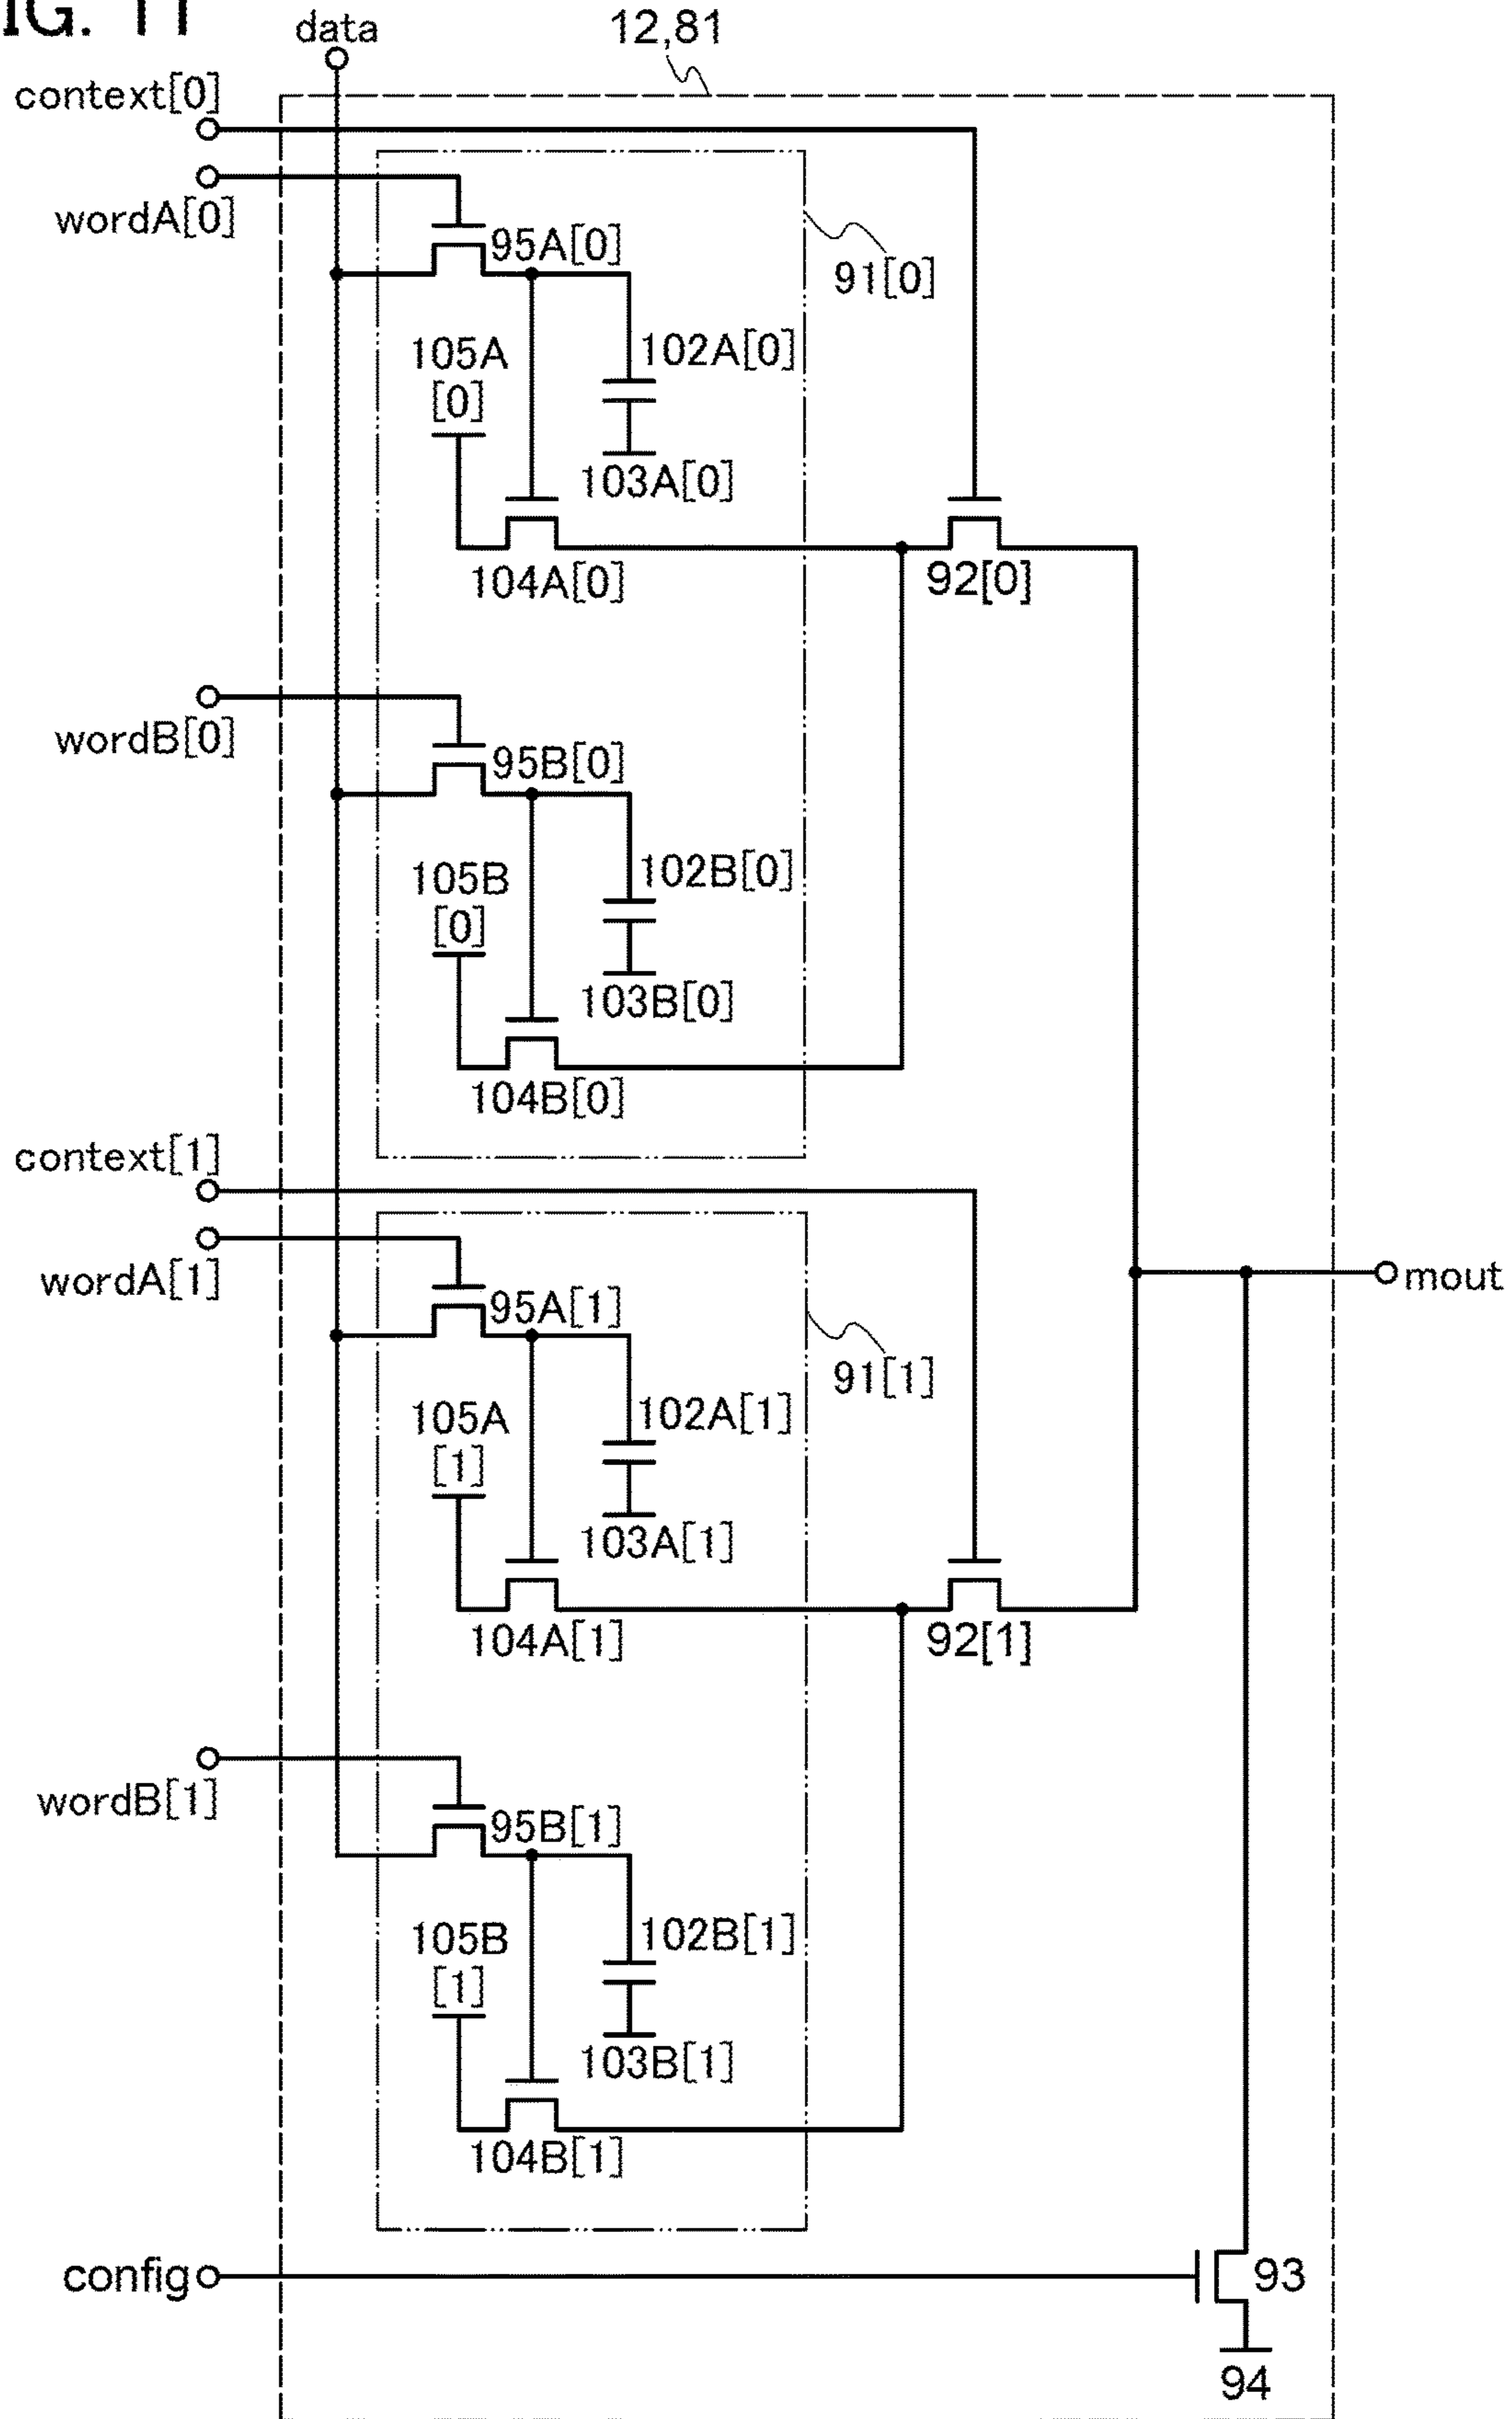 IG. 11
data
12,81
context[0]
wordA[0]
95A[0]
91[0]
105A
[0]
102A[0]
103A[0]
104A[0]
92[0]
wordB[0]
95B[0]
105B
[0]
102B[0]
103B[0]
104B[0]
context[1]
wordA[1]
mout
95A[1]
91[1]
105A
[1]
102A[1]
103A[1]
104A[1]
92[1]
wordB[1]
95B[1]
105B
[1]
102B[1]
103B[1]
104B[1]
config
93
94